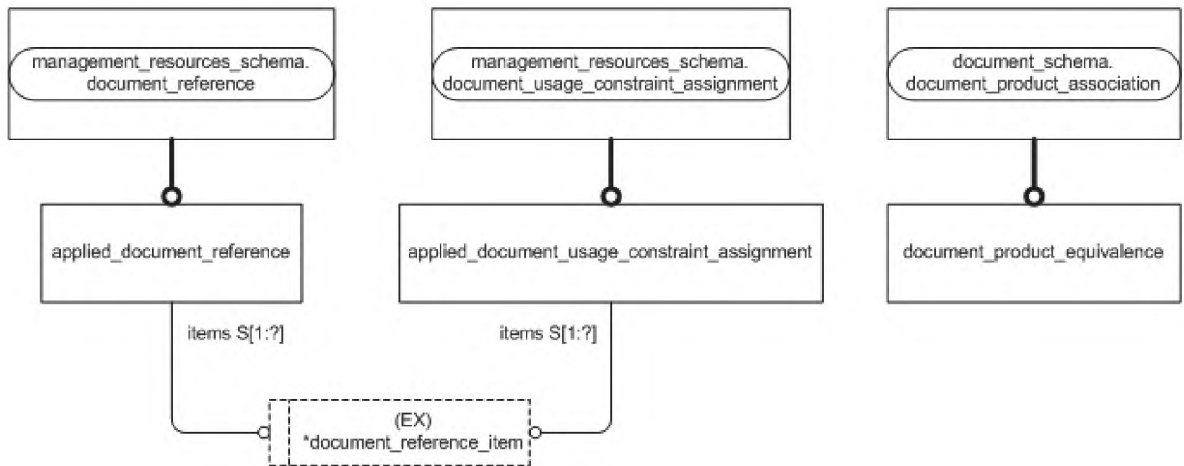 management_resources_schema.
document_reference
management_resources_schema.
document_usage_constraint_assignment
document_schema.
document_product_association
applied_document_reference
applied_document_usage_constraint_assignment
document_product_equivalence
items S[1:?]
items S[1:?]
(EX)
*document_reference_item